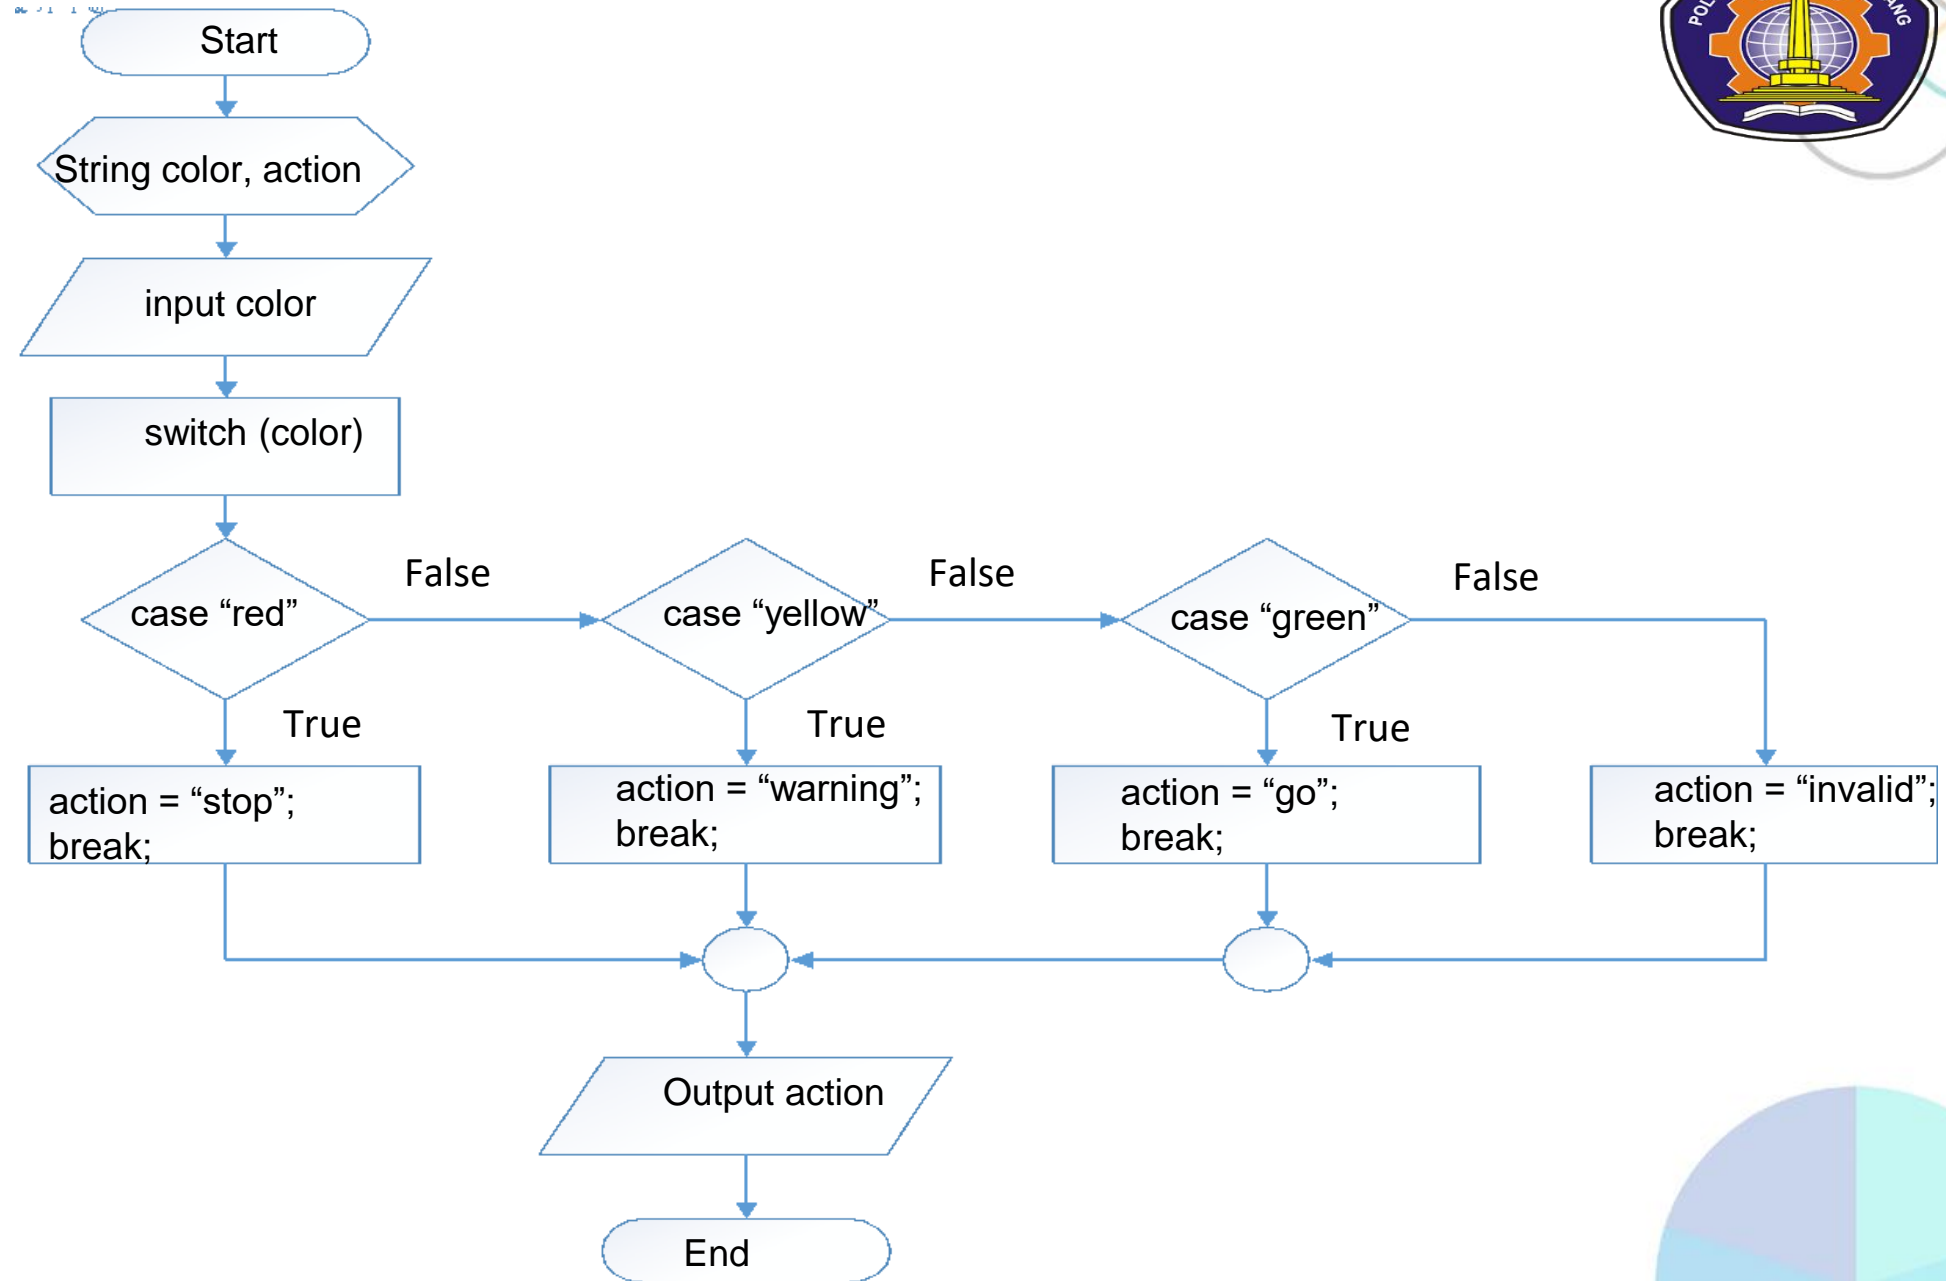 Start
String color, action
input color
switch (color)
False
False
False
case “red”
case “yellow”
case “green”
True
True
True
action = “stop”;
break;
action = “warning”;
break;
action = “go”;
break;
action = “invalid”;
break;
Output action
End